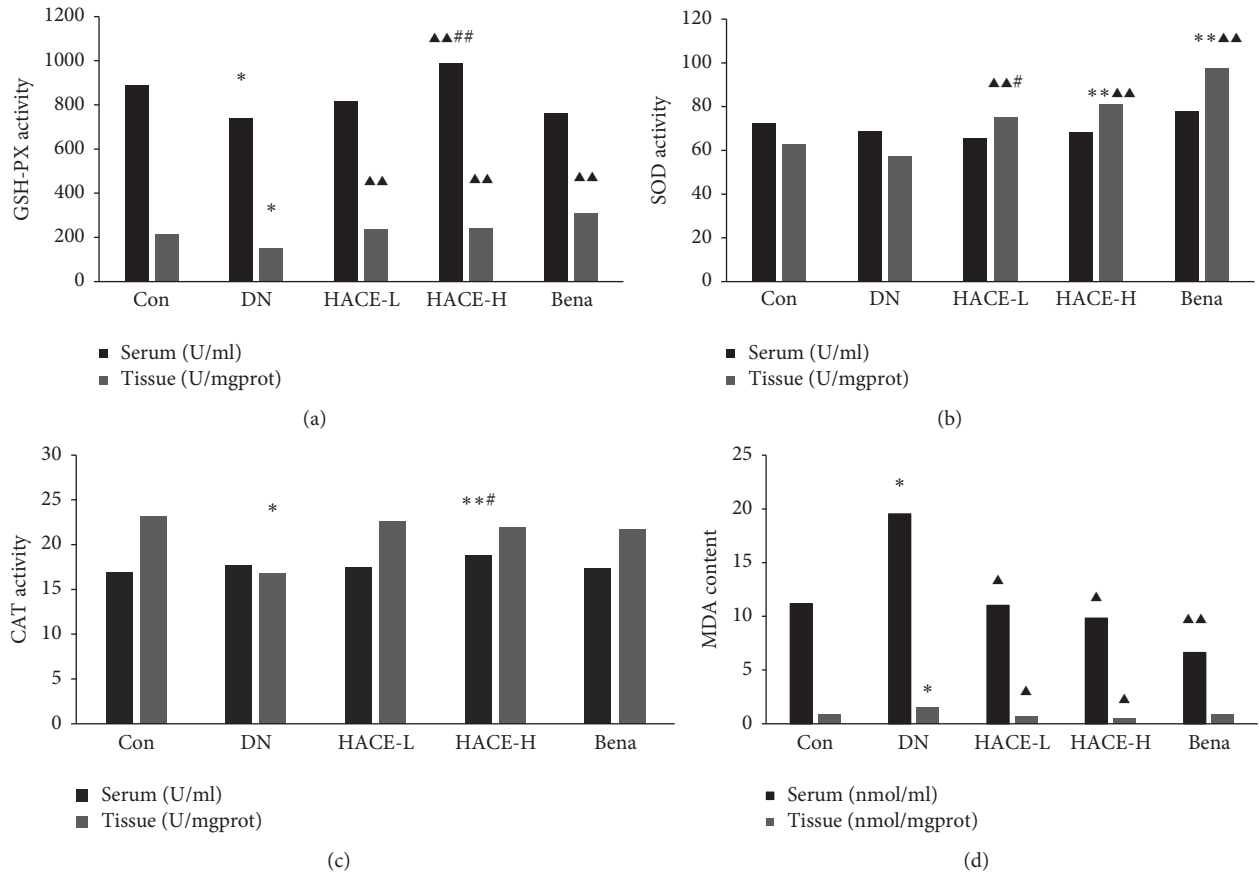 GSH-PX activity
1200
1000
800
600
400
200
0
*
*
▲▲
▲▲##
▲▲
▲▲
Con DN HACE-L HACE-H Bena
Serum (U/ml)
Tissue (U/mgprot)
(a)
SOD activity
120
100
80
60
40
20
0
▲▲#
**▲▲
**▲▲
Con DN HACE-L HACE-H Bena
Serum (U/ml)
Tissue (U/mgprot)
(b)
CAT activity
30
25
20
15
10
5
0
*
**#
Con DN HACE-L HACE-H Bena
Serum (U/ml)
Tissue (U/mgprot)
(c)
MDA content
25
20
15
10
5
0
*
*
▲
▲
▲
▲
▲▲
Con DN HACE-L HACE-H Bena
Serum (nmol/ml)
Tissue (nmol/mgprot)
(d)